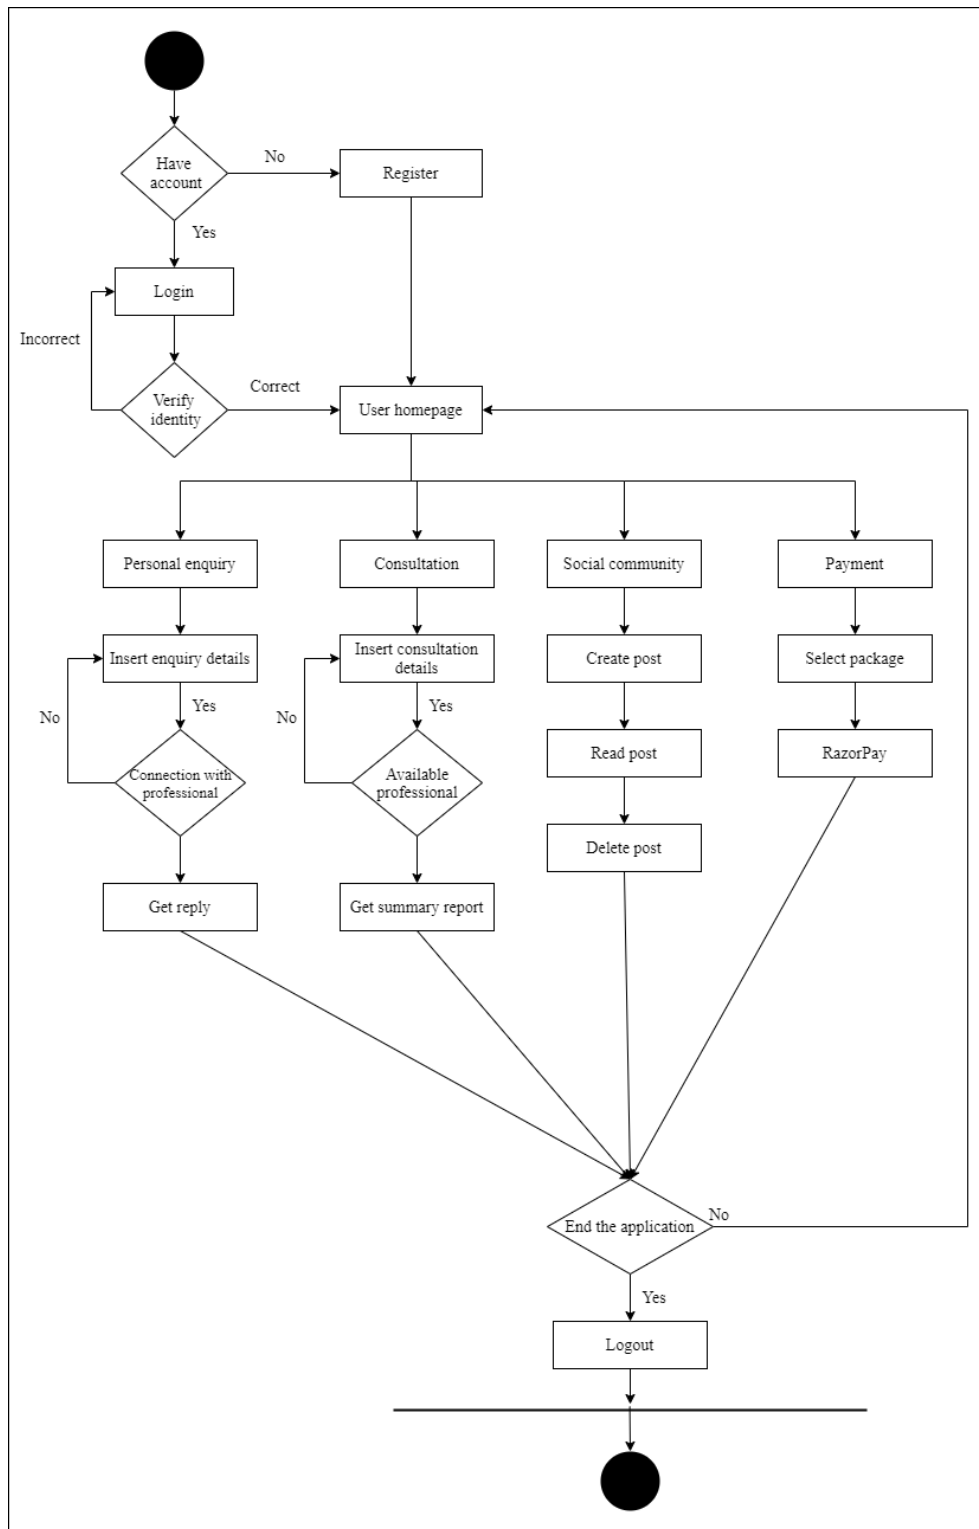 Have
account
No
Register
Yes
Login
Incorrect
Verify
identity
Correct
User homepage
Personal enquiry
Consultation
Social community
Payment
Insert enquiry details
Insert consultation
details
Create post
Select package
No
Yes
No
Yes
Connection with
professional
Available
professional
Read post
RazorPay
Delete post
Get reply
Get summary report
End the application
No
Yes
Logout